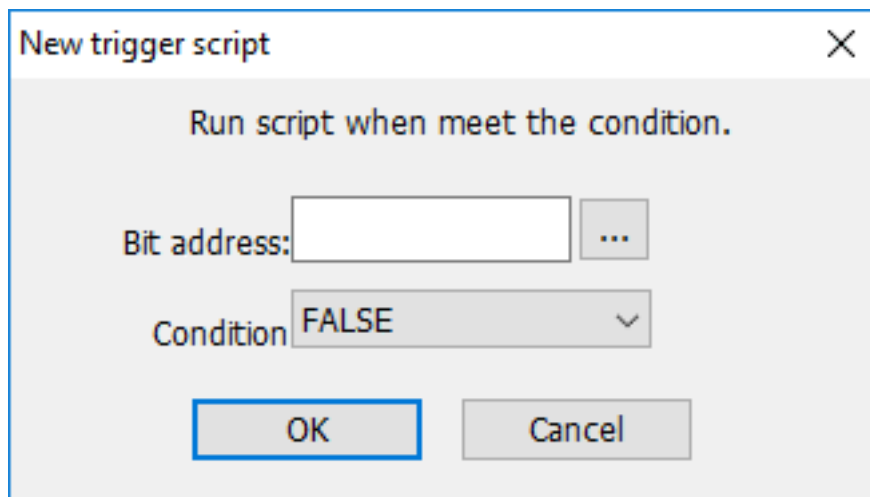 New trigger script
Run script when meet the condition.
Bit address:
...
Condition FALSE
OK Cancel